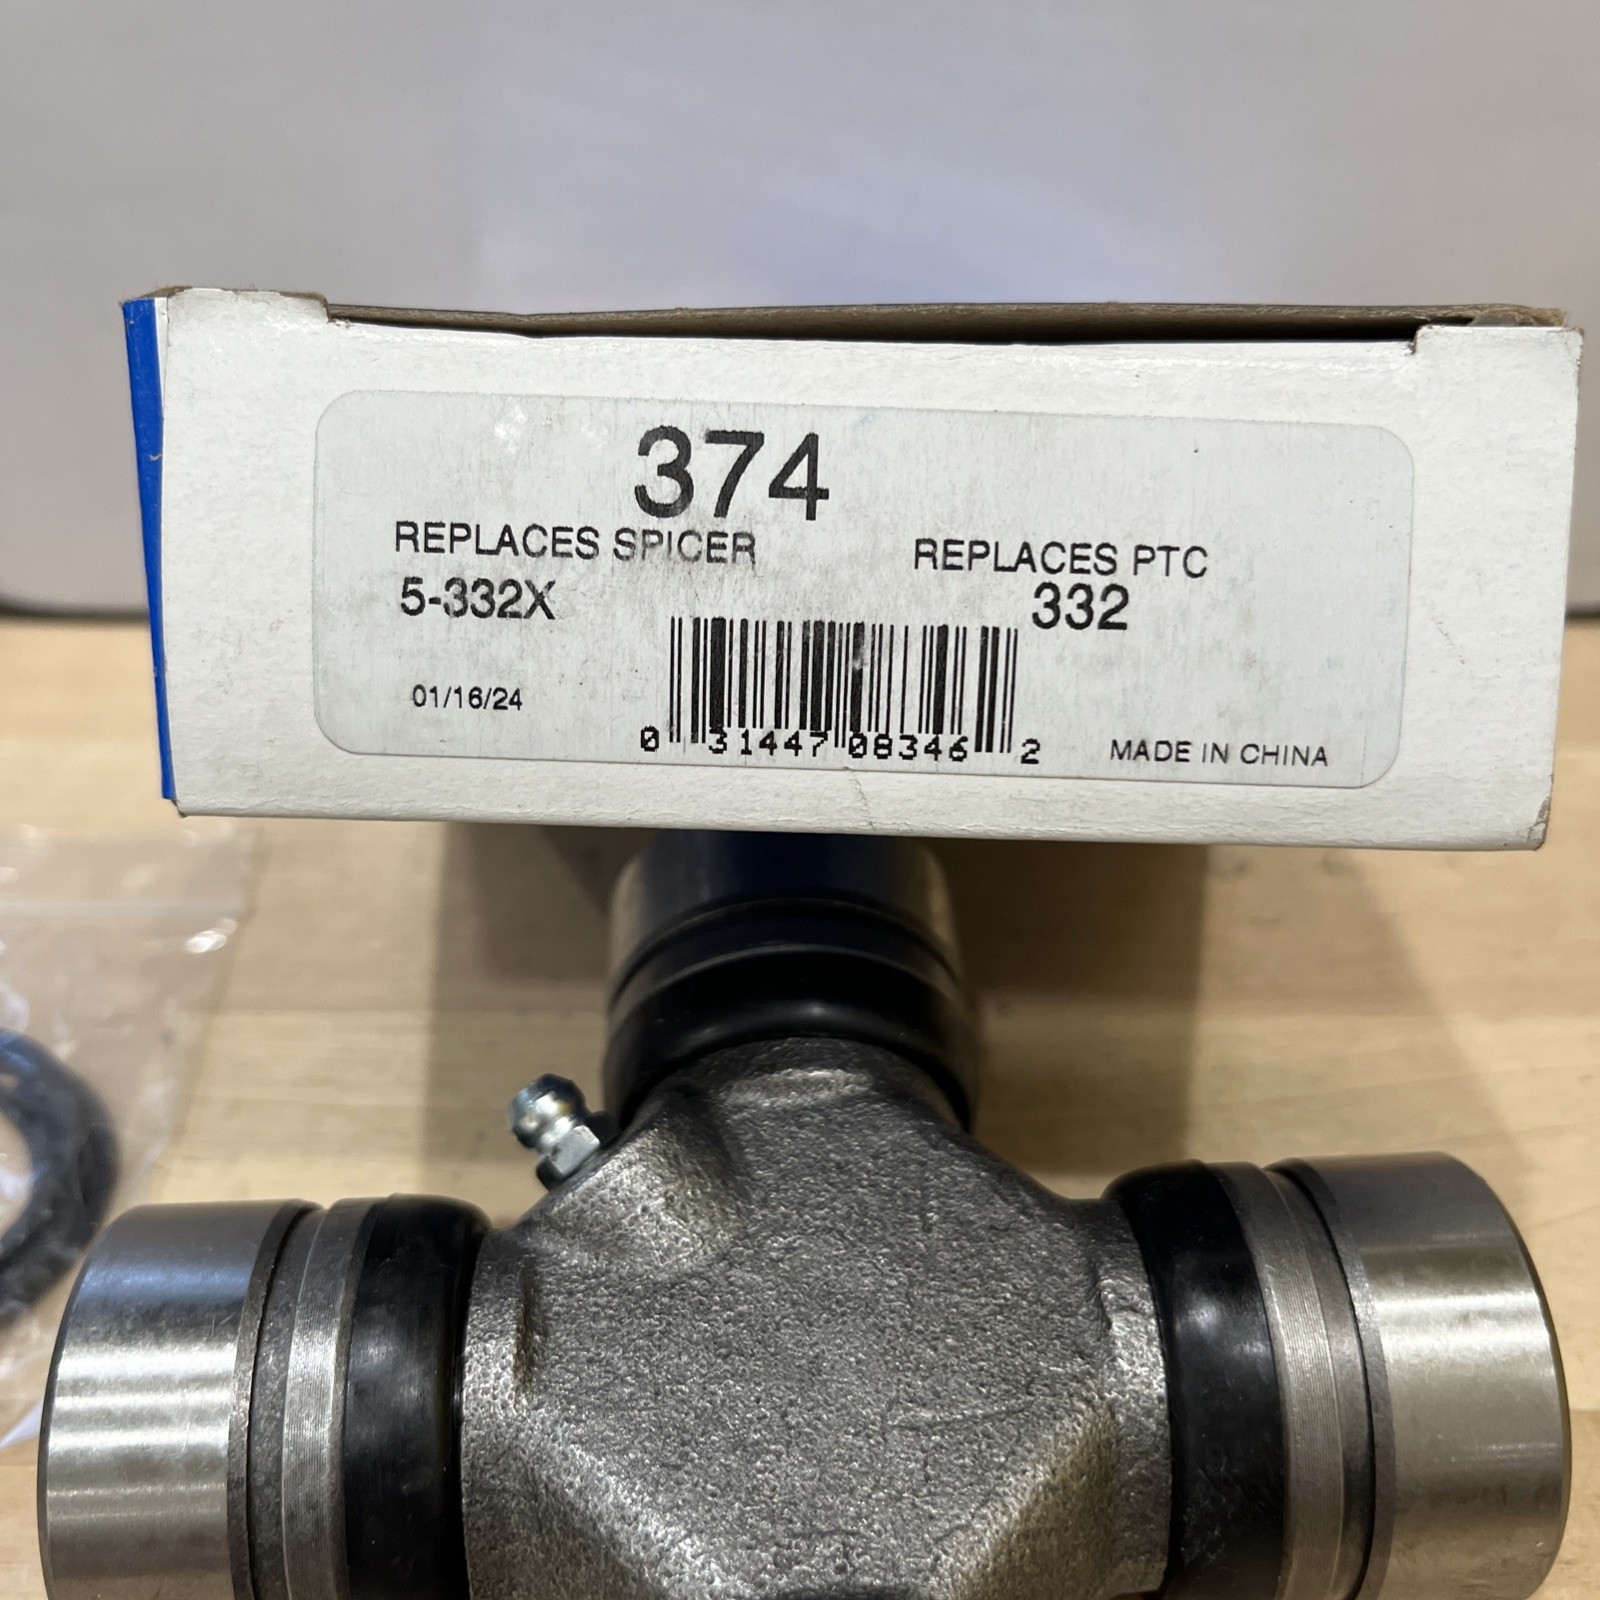 374
REPLACES SPICER
5-332X
REPLACES PTC
332
01/16/24
0 31447 08346 2
MADE IN CHINA